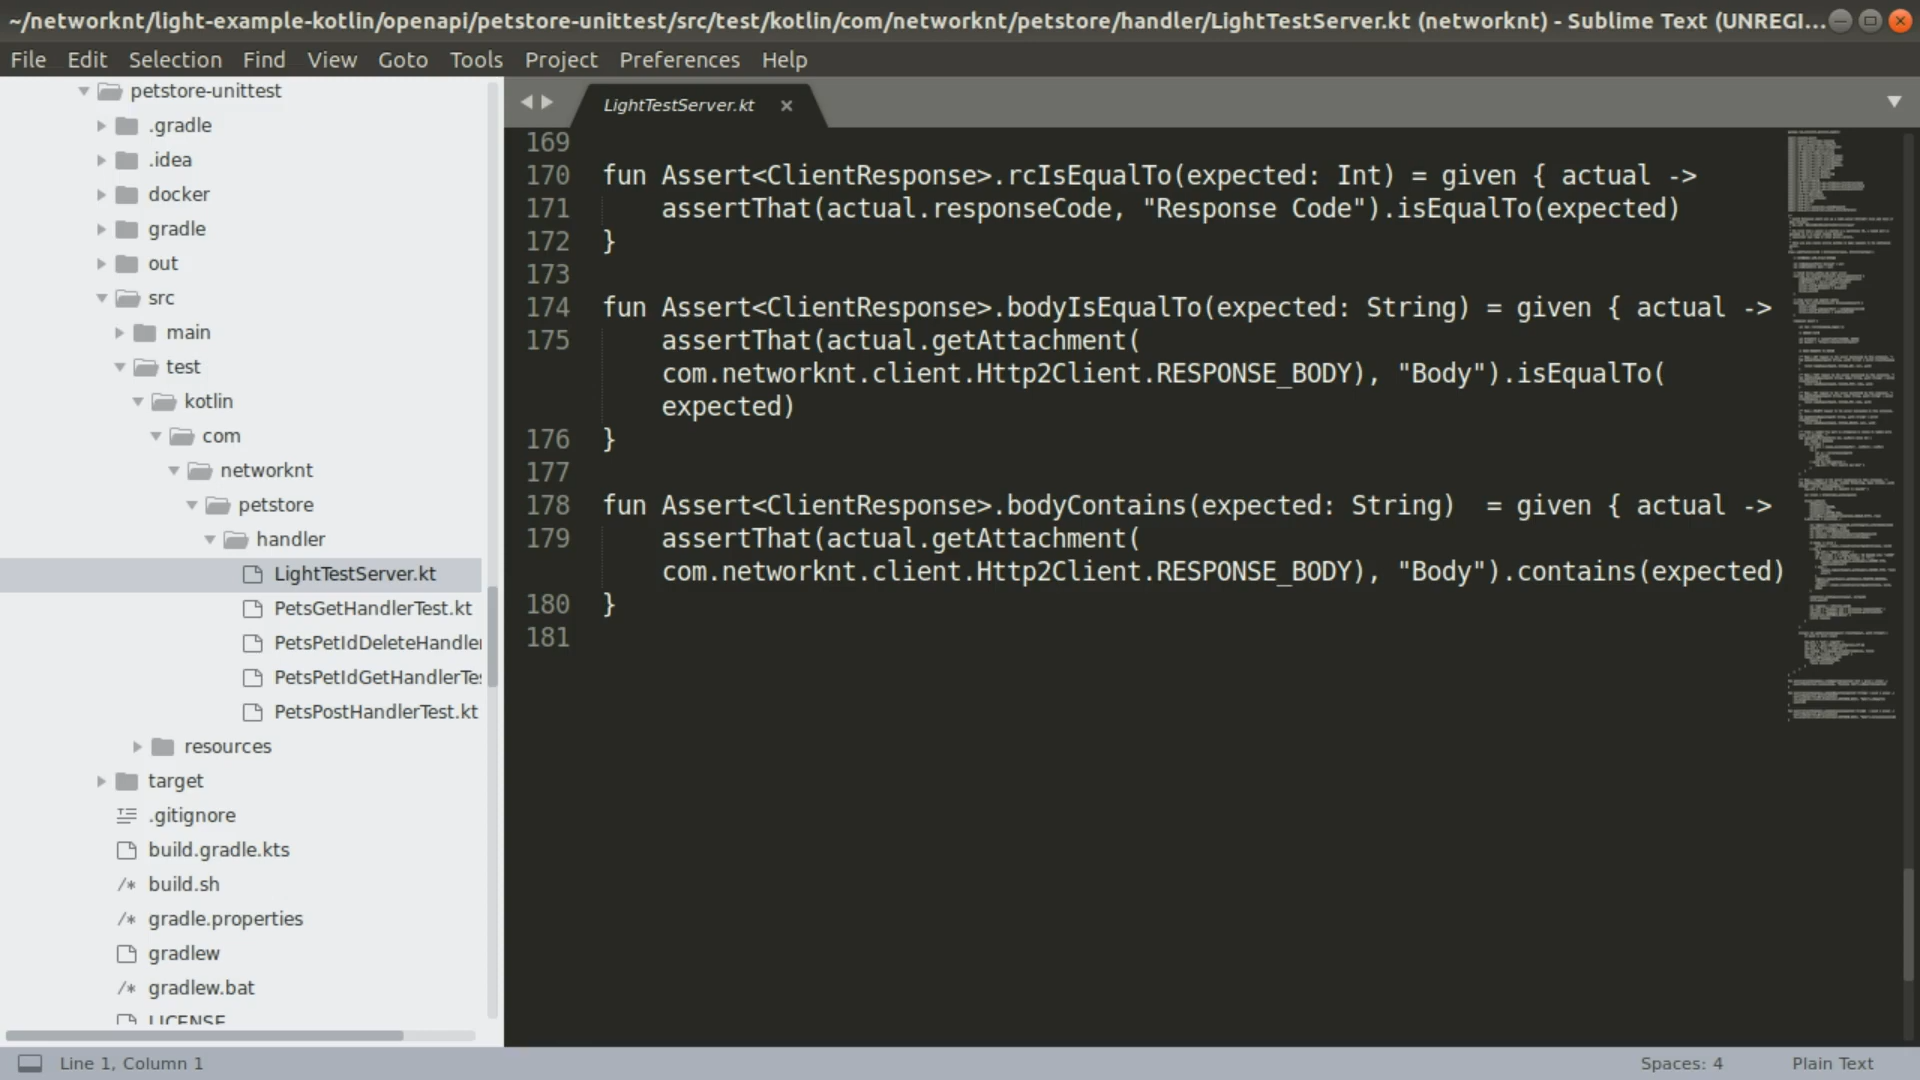 ~/networknt/light-example-kotlin/openapi/petstore-unittest/src/test/kotlin/com/networknt/petstore/handler/LightTestServer.kt (networknt) - Sublime Text (UNREGI...
File Edit Selection Find View Goto Tools Project Preferences Help
petstore-unittest
.gradle
.idea
docker
gradle
out
src
main
test
kotlin
com
networknt
petstore
handler
LightTestServer.kt
PetsGetHandlerTest.kt
PetsPetIdDeleteHandler
PetsPetIdGetHandlerTes
PetsPostHandlerTest.kt
resources
target
.gitignore
build.gradle.kts
/* build.sh
/* gradle.properties
gradlew
/* gradlew.bat
LICENSE
LightTestServer.kt ×
169
170 fun Assert<ClientResponse>.rcIsEqualTo(expected: Int) = given { actual ->
171     assertThat(actual.responseCode, "Response Code").isEqualTo(expected)
172 }
173
174 fun Assert<ClientResponse>.bodyIsEqualTo(expected: String) = given { actual ->
175     assertThat(actual.getAttachment(
    com.networknt.client.Http2Client.RESPONSE_BODY), "Body").isEqualTo(
    expected)
176 }
177
178 fun Assert<ClientResponse>.bodyContains(expected: String)  = given { actual ->
179     assertThat(actual.getAttachment(
    com.networknt.client.Http2Client.RESPONSE_BODY), "Body").contains(expected)
180 }
181
Line 1, Column 1
Spaces: 4
Plain Text